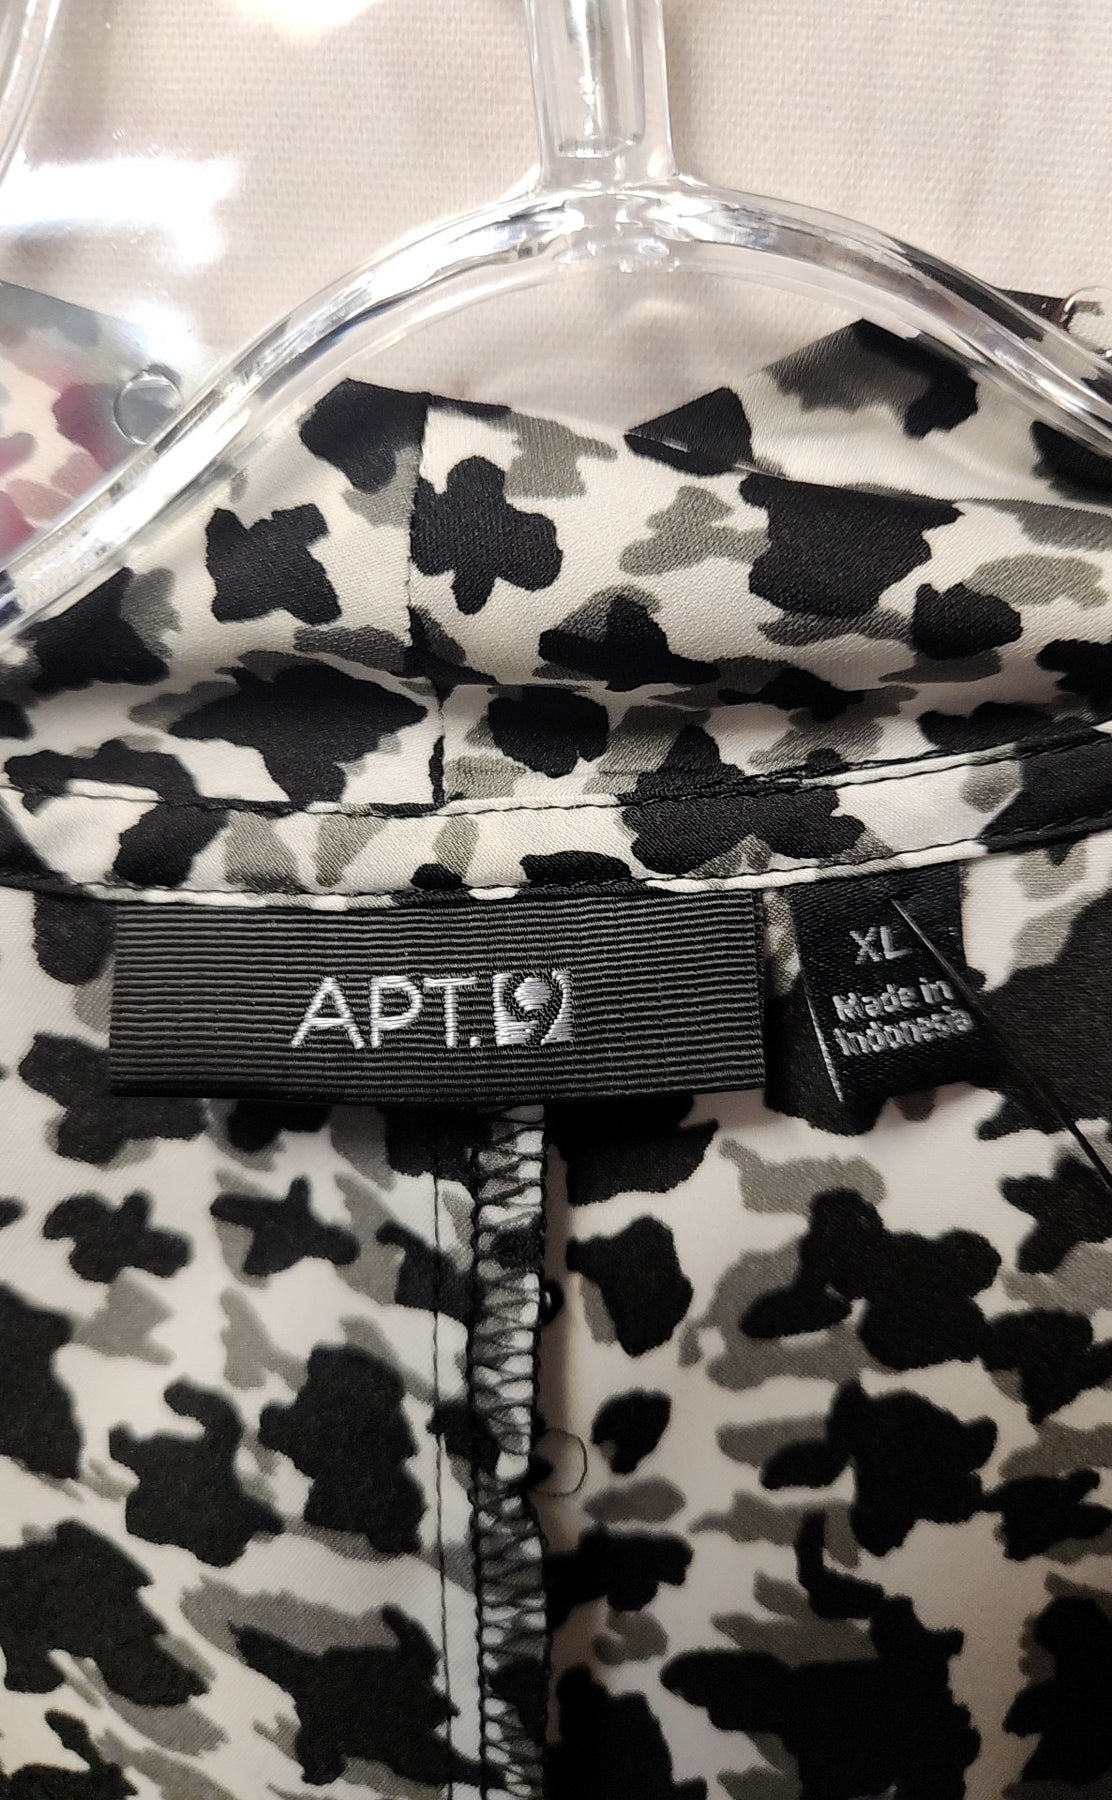 APT. 9
XL
Made in
Indonesia